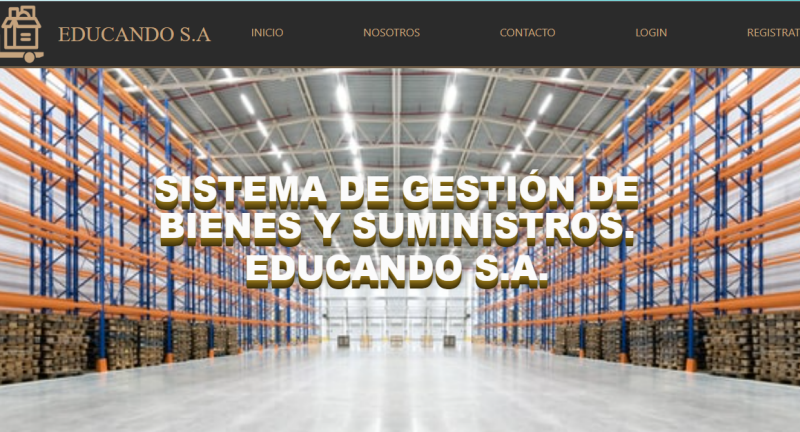 EDUCANDO S.A
INICIO
NOSOTROS
CONTACTO
LOGIN
REGISTRAT
SISTEMA DE GESTIÓN DE
BIENES Y SUMINISTROS.
EDUCANDO S.A.